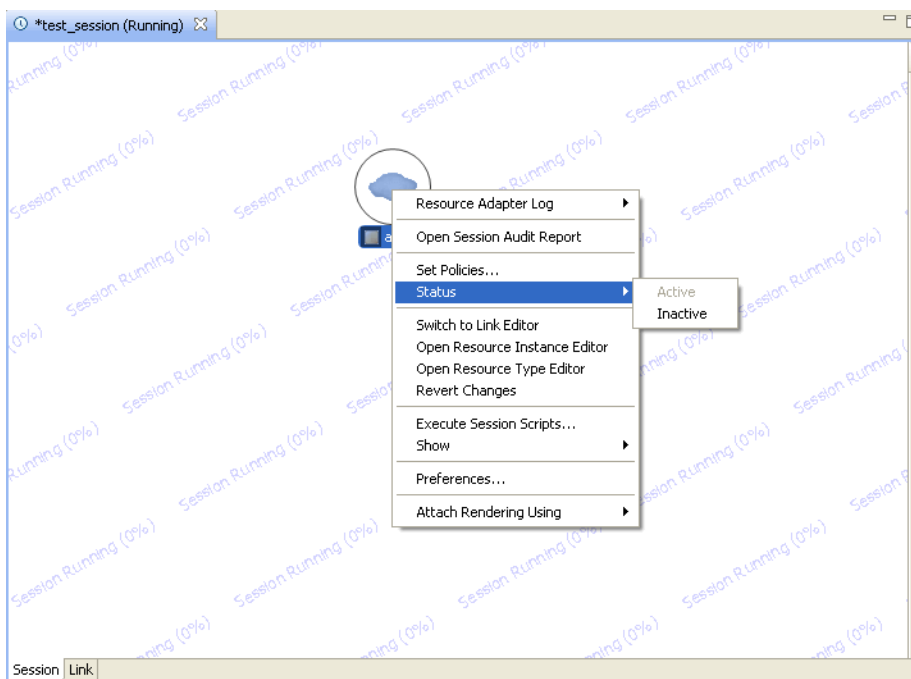 *test_session (Running)
Session Running (0%)
Resource Adapter Log
Open Session Audit Report
Set Policies...
Status
Active
Inactive
Switch to Link Editor
Open Resource Instance Editor
Open Resource Type Editor
Revert Changes
Execute Session Scripts...
Show
Preferences...
Attach Rendering Using
Session Link